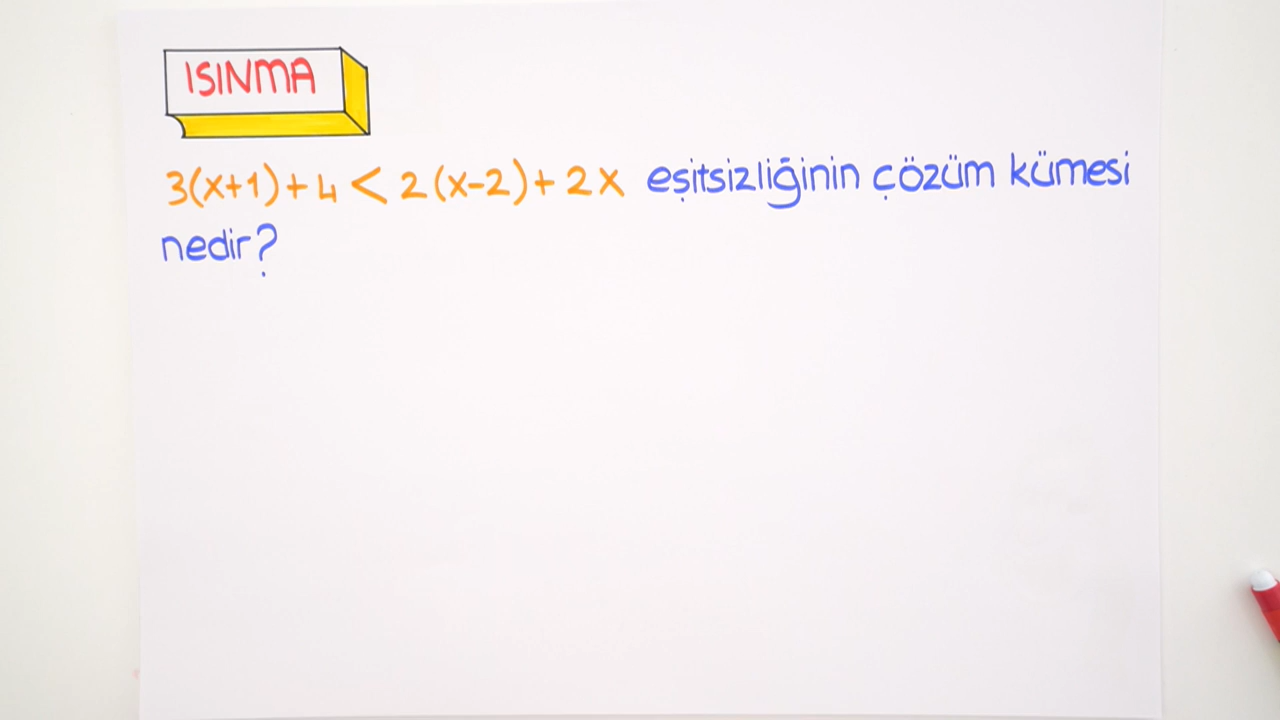 ISINMA
3(x+1)+4 < 2(x-2)+2x eşitsizliğinin çözüm kümesi
nedir?